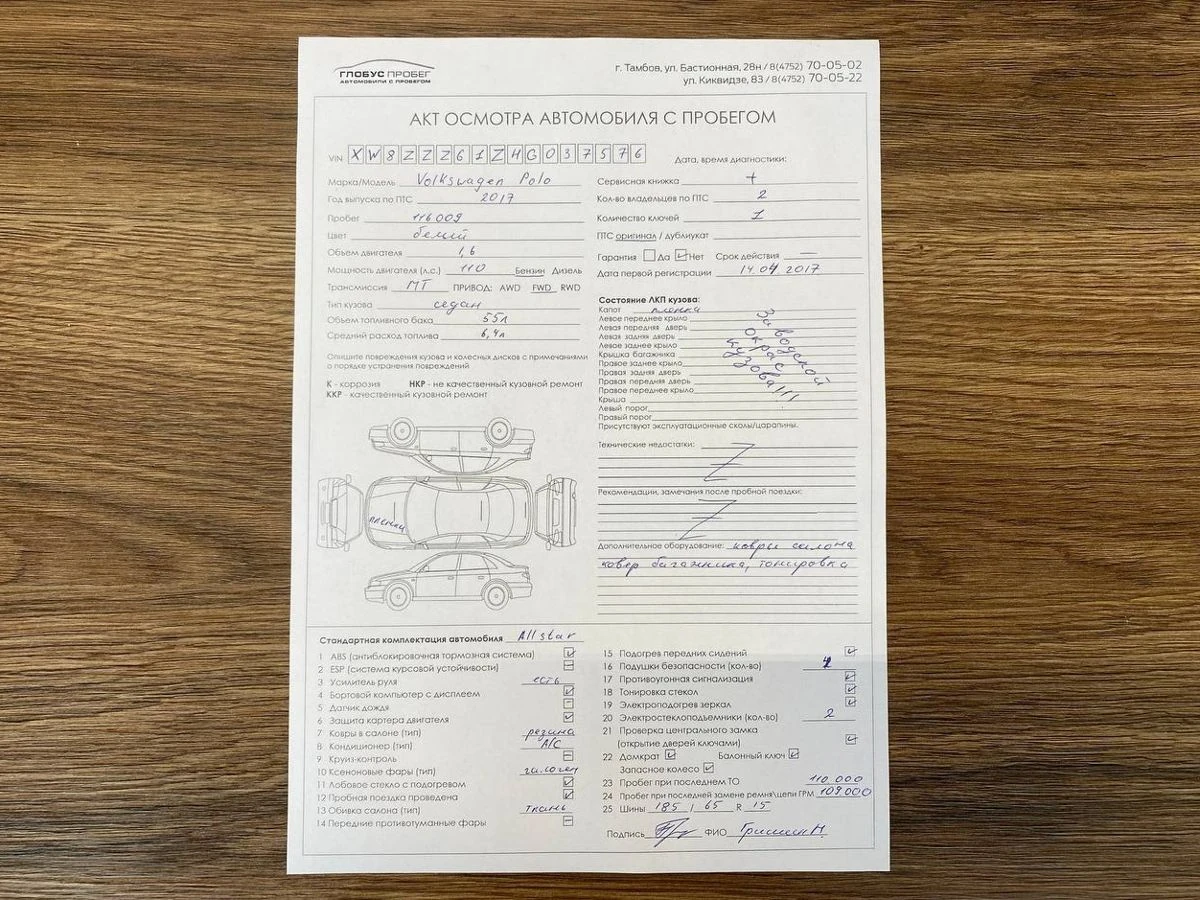 ГЛОБУС ПРОБЕГ
АВТОМОБИЛИ С ПРОБЕГОМ
г. Тамбов, ул. Бастионная, 28н / 8(4752) 70-05-02
ул. Киквидзе, 83 / 8(4752) 70-05-22
АКТ ОСМОТРА АВТОМОБИЛЯ С ПРОБЕГОМ
VIN XW8ZZZ61ZHG037576
Дата, время диагностики:
Марка/Модель Volkswagen Polo
Год выпуска по ПТС 2017
Пробег 116009
Цвет белый
Объем двигателя 1,6
Мощность двигателя (л.с.) 110 Бензин Дизель
Трансмиссия МТ ПРИВОД: AWD FWD RWD
Тип кузова седан
Объем топливного бака 55л
Средний расход топлива 6,4л
Сервисная книжка +
Кол-во владельцев по ПТС 2
Количество ключей 1
ПТС оригинал / дубликат
Гарантия Да Нет Срок действия —
Дата первой регистрации 14.04 2017
Опишите повреждения кузова и колесных дисков с примечаниями
о порядке устранения повреждений
К - коррозия НКР - не качественный кузовной ремонт
ККР - качественный кузовной ремонт
пленка
Состояние ЛКП кузова:
Капот пленка
Левое переднее крыло
Левая передняя дверь
Левая задняя дверь
Левое заднее крыло
Крышка багажника
Правое заднее крыло
Правая задняя дверь
Правая передняя дверь
Правое переднее крыло
Крыша
Левый порог
Правый порог
Заводской
окрас
кузова!!!
Присутствуют эксплуатационные сколы/царапины.
Технические недостатки: Z
Рекомендации, замечания после пробной поездки: Z
Дополнительное оборудование: ковры салона
ковер багажника, тонировка
Стандартная комплектация автомобиля Allstar
1 ABS (антиблокировочная тормозная система)
2 ESP (система курсовой устойчивости)
3 Усилитель руля есть
4 Бортовой компьютер с дисплеем
5 Датчик дождя
6 Защита картера двигателя
7 Ковры в салоне (тип) резина
8 Кондиционер (тип) A/C
9 Круиз-контроль
10 Ксеноновые фары (тип) галоген
11 Лобовое стекло с подогревом
12 Пробная поездка проведена
13 Обивка салона (тип) ткань
14 Передние противотуманные фары
15 Подогрев передних сидений
16 Подушки безопасности (кол-во)
17 Противоугонная сигнализация
18 Тонировка стекол
19 Электроподогрев зеркал
20 Электростеклоподъемники (кол-во) 2
21 Проверка центрального замка
(открытие дверей ключами)
22 Домкрат Балонный ключ
Запасное колесо
23 Пробег при последнем ТО 110 000
24 Пробег при последней замене ремня\цепи ГРМ 109000
25 Шины 185 / 65 R 15
Подпись ФИО Гришин Н.